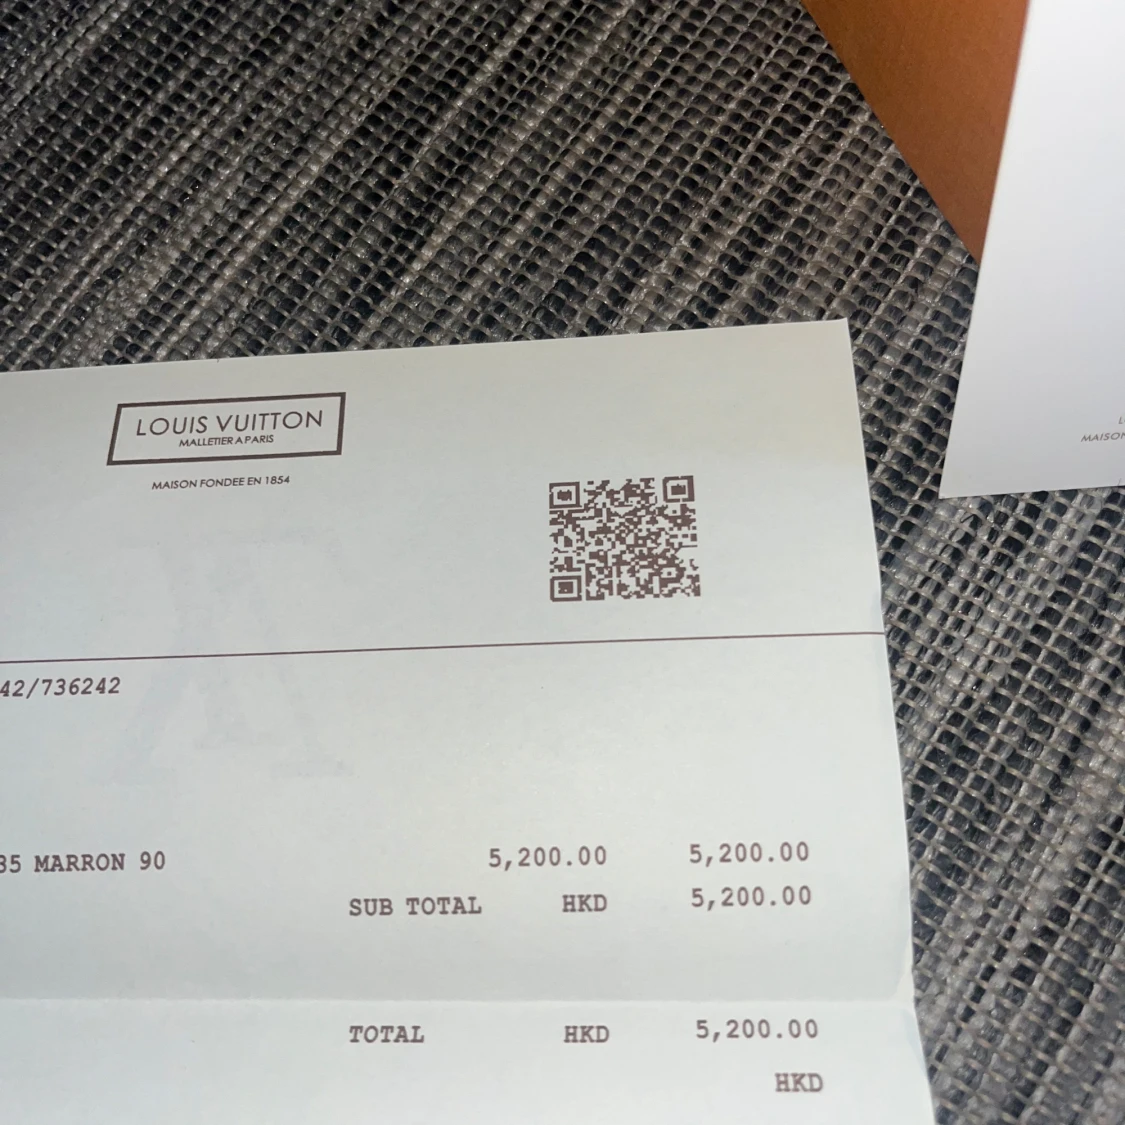 LOUIS VUITTON
MALLETIER A PARIS
MAISON FONDEE EN 1854
42/736242
35 MARRON 90 5,200.00 5,200.00
SUB TOTAL HKD 5,200.00
TOTAL HKD 5,200.00
HKD
MAISON